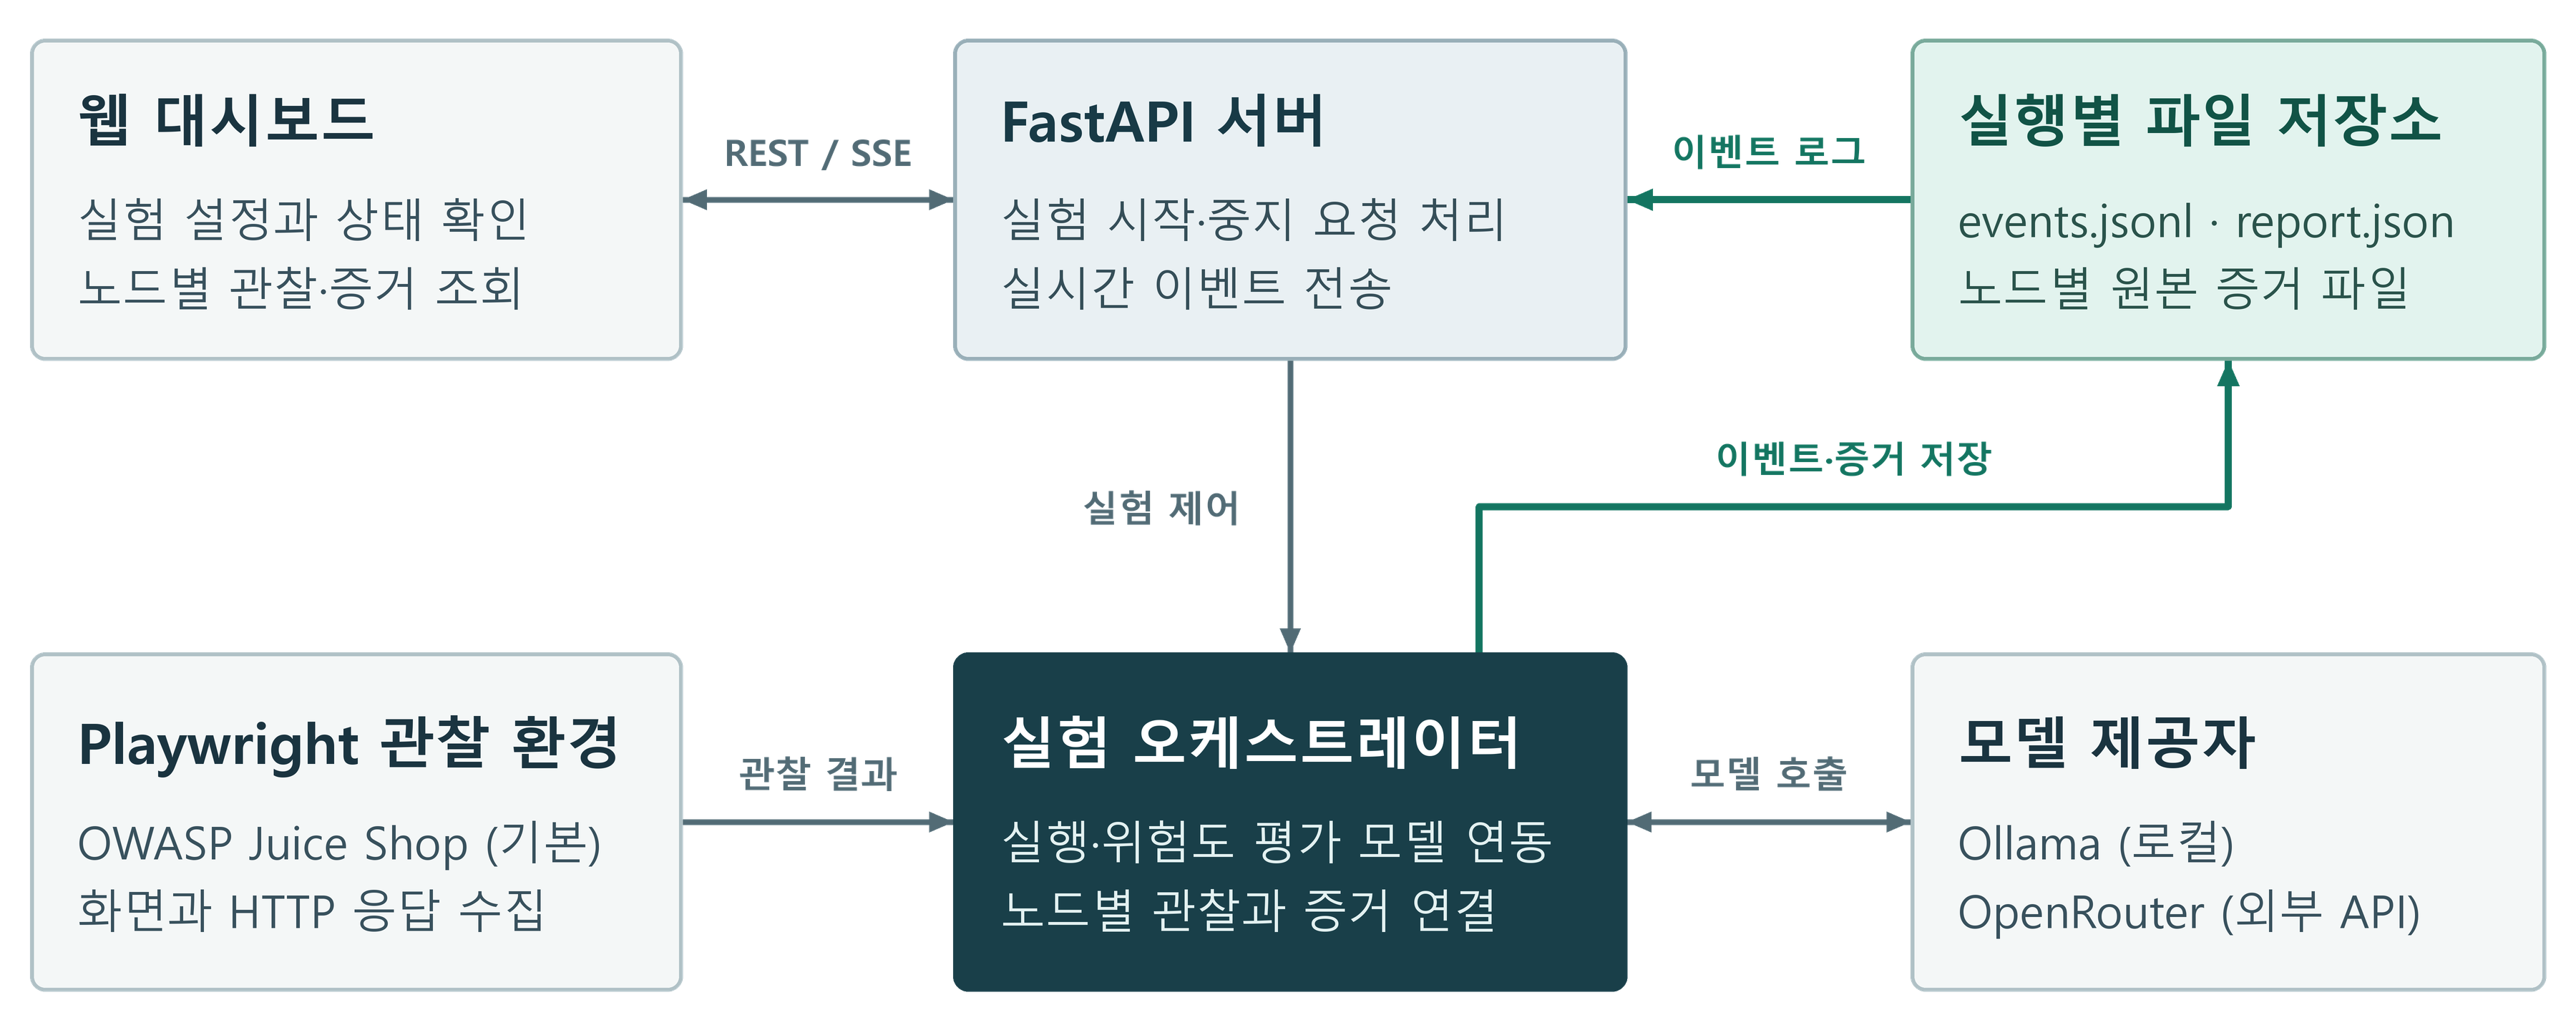 웹 대시보드
실험 설정과 상태 확인
노드별 관찰·증거 조회
REST / SSE
FastAPI 서버
실험 시작·중지 요청 처리
실시간 이벤트 전송
이벤트 로그
실행별 파일 저장소
events.jsonl · report.json
노드별 원본 증거 파일
실험 제어
이벤트·증거 저장
Playwright 관찰 환경
OWASP Juice Shop (기본)
화면과 HTTP 응답 수집
관찰 결과
실험 오케스트레이터
실행·위험도 평가 모델 연동
노드별 관찰과 증거 연결
모델 호출
모델 제공자
Ollama (로컬)
OpenRouter (외부 API)